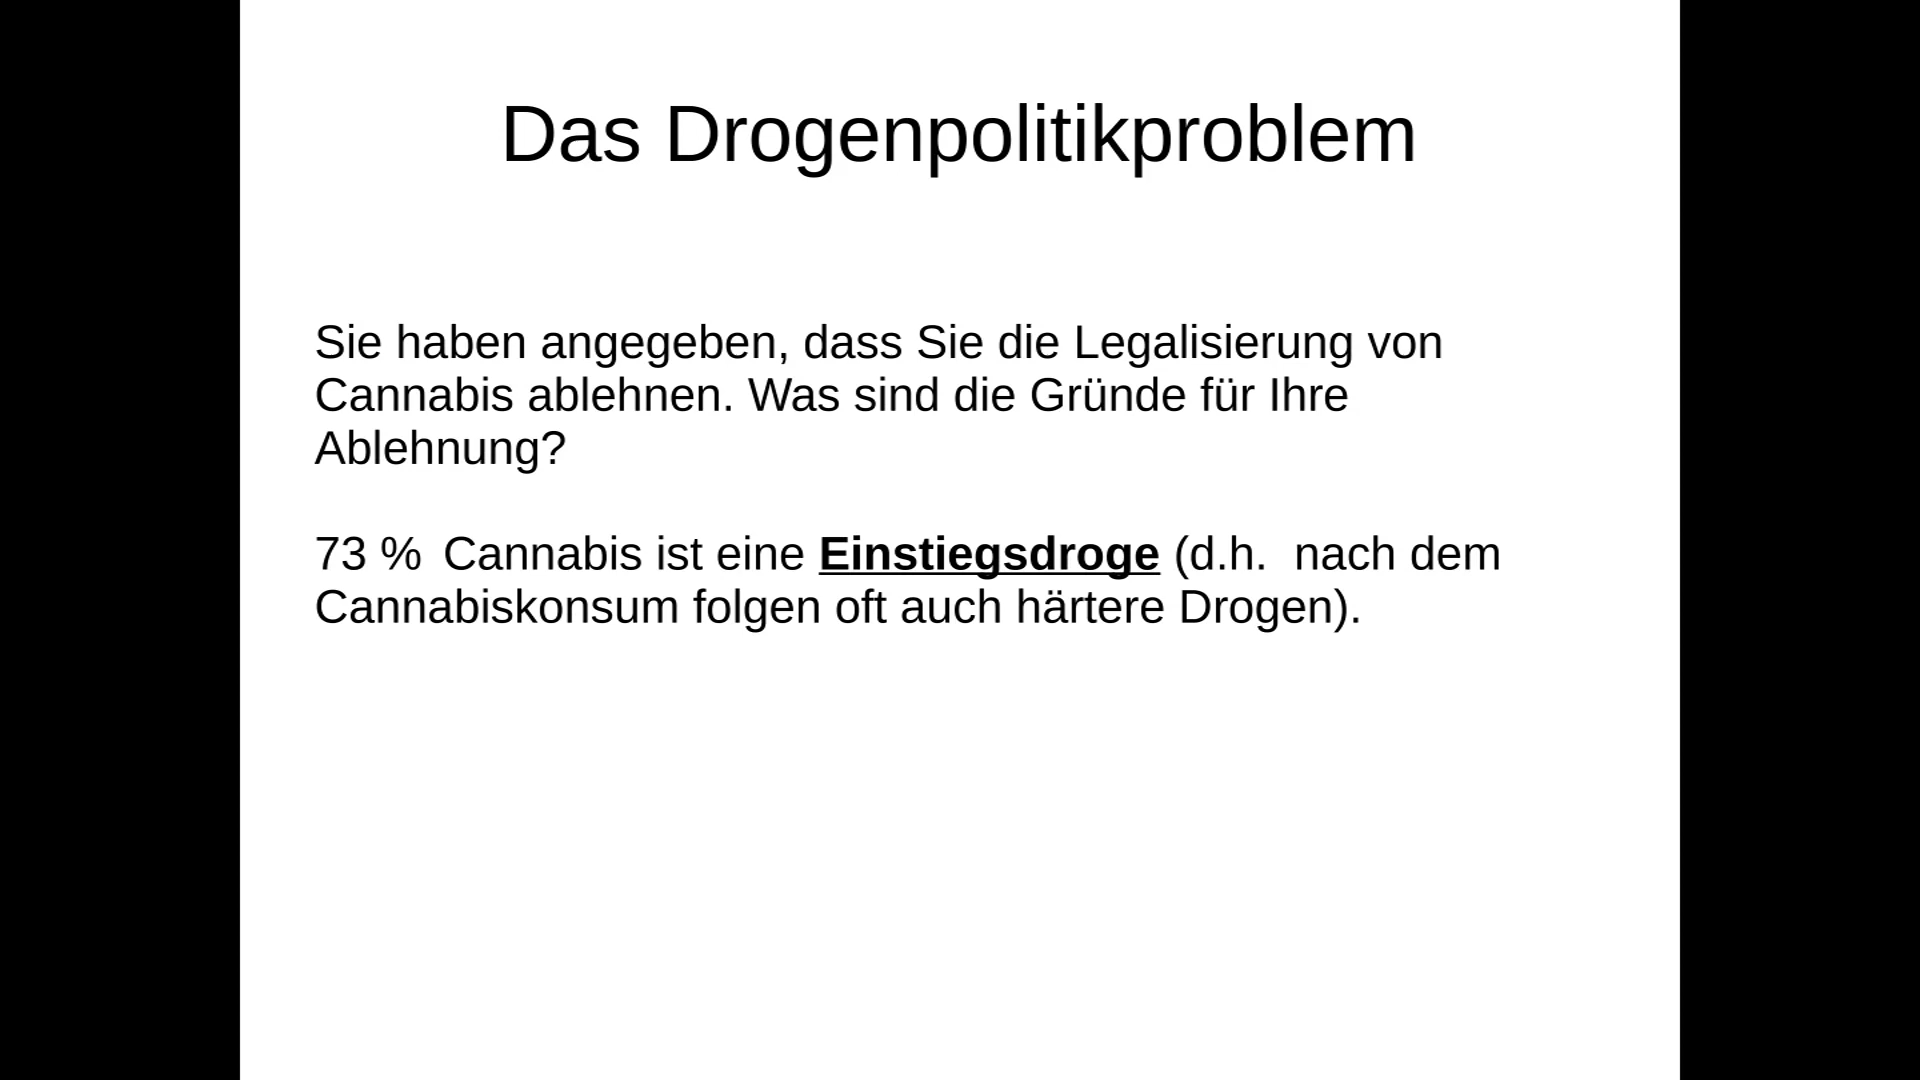 Das Drogenpolitikproblem
Sie haben angegeben, dass Sie die Legalisierung von
Cannabis ablehnen. Was sind die Gründe für Ihre
Ablehnung?
73 % Cannabis ist eine Einstiegsdroge (d.h. nach dem
Cannabiskonsum folgen oft auch härtere Drogen).